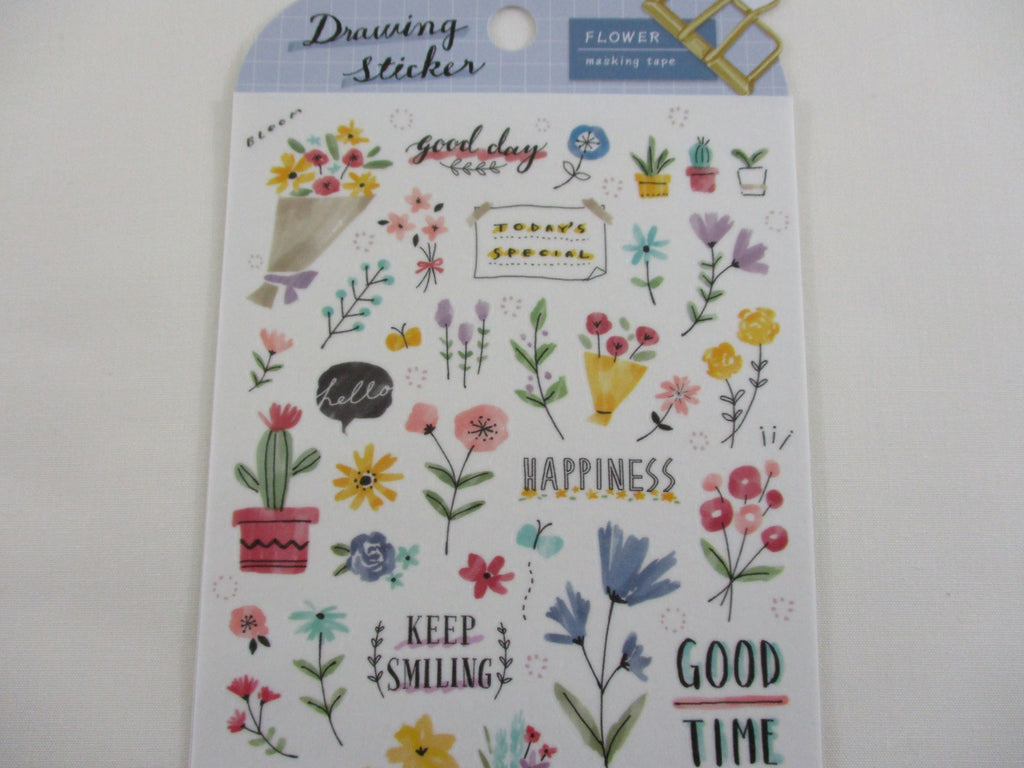 Drawing
Sticker
FLOWER
masking tape
BLOOM
good day
TODAY'S
SPECIAL
hello
HAPPINESS
KEEP
SMILING
GOOD
TIME